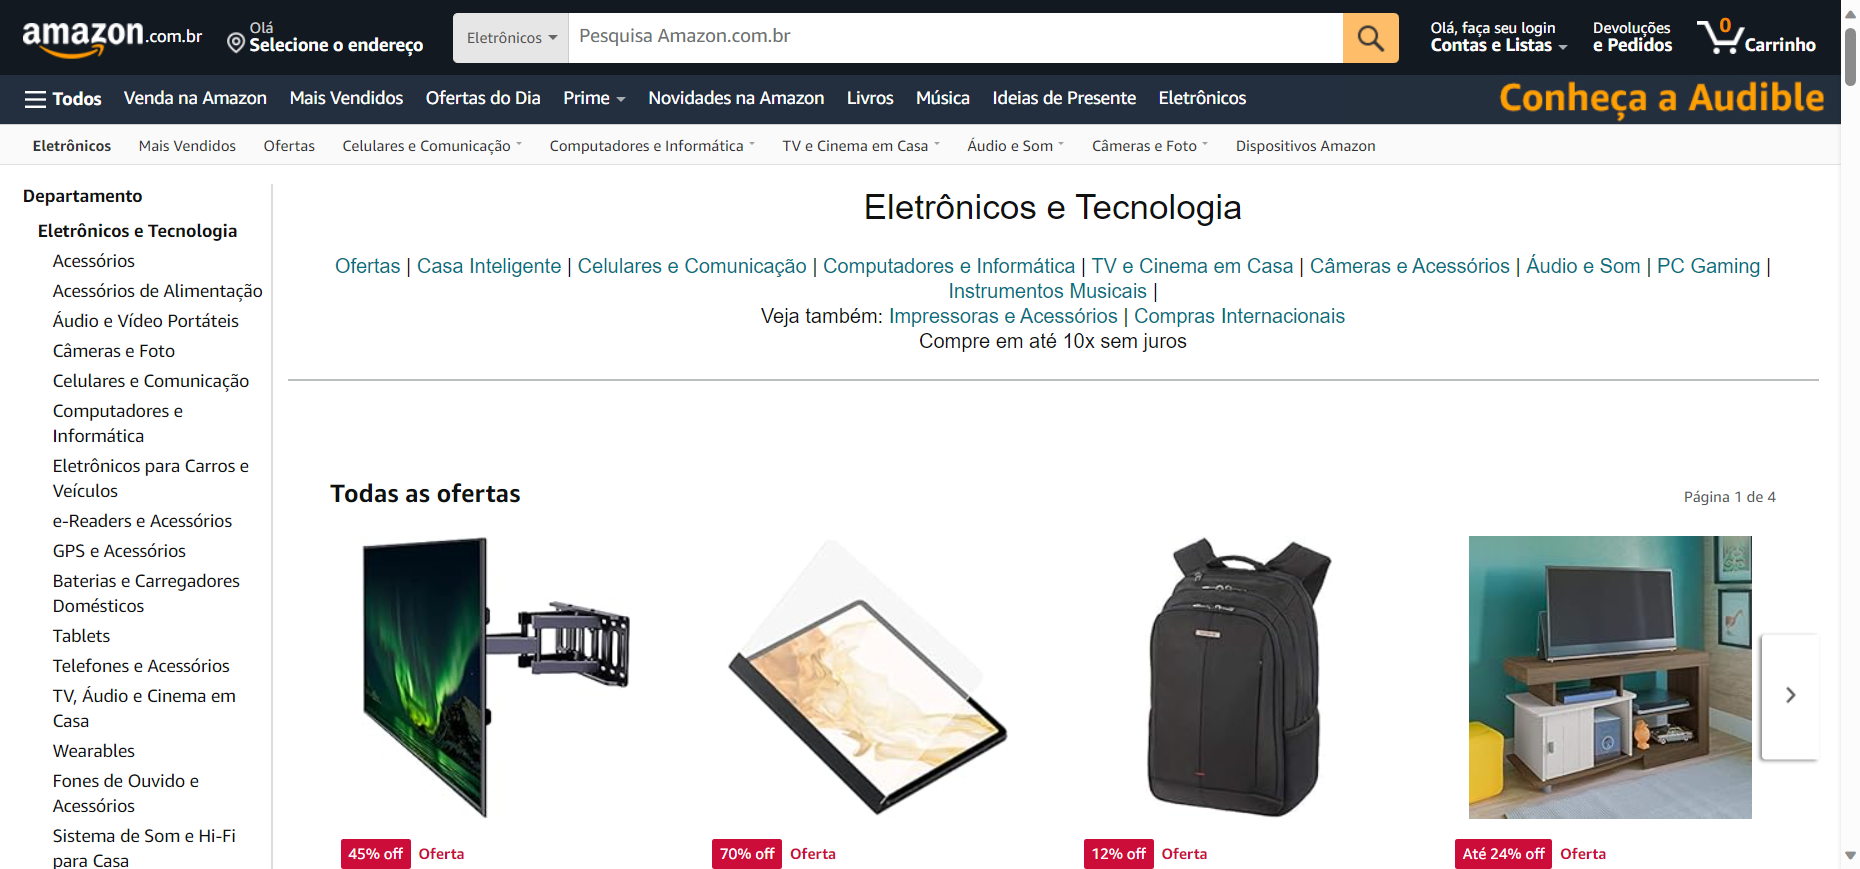 amazon.com.br
Olá
Selecione o endereço
Eletrônicos
Pesquisa Amazon.com.br
Olá, faça seu login
Contas e Listas
Devoluções
e Pedidos
0
Carrinho
Todos
Venda na Amazon
Mais Vendidos
Ofertas do Dia
Prime
Novidades na Amazon
Livros
Música
Ideias de Presente
Eletrônicos
Conheça a Audible
Eletrônicos
Mais Vendidos
Ofertas
Celulares e Comunicação
Computadores e Informática
TV e Cinema em Casa
Áudio e Som
Câmeras e Foto
Dispositivos Amazon
Departamento
Eletrônicos e Tecnologia
Acessórios
Acessórios de Alimentação
Áudio e Vídeo Portáteis
Câmeras e Foto
Celulares e Comunicação
Computadores e
Informática
Eletrônicos para Carros e
Veículos
e-Readers e Acessórios
GPS e Acessórios
Baterias e Carregadores
Domésticos
Tablets
Telefones e Acessórios
TV, Áudio e Cinema em
Casa
Wearables
Fones de Ouvido e
Acessórios
Sistema de Som e Hi-Fi
para Casa
Eletrônicos e Tecnologia
Ofertas | Casa Inteligente | Celulares e Comunicação | Computadores e Informática | TV e Cinema em Casa | Câmeras e Acessórios | Áudio e Som | PC Gaming |
Instrumentos Musicais |
Veja também: Impressoras e Acessórios | Compras Internacionais
Compre em até 10x sem juros
Todas as ofertas
Página 1 de 4
45% off Oferta
70% off Oferta
12% off Oferta
Até 24% off Oferta